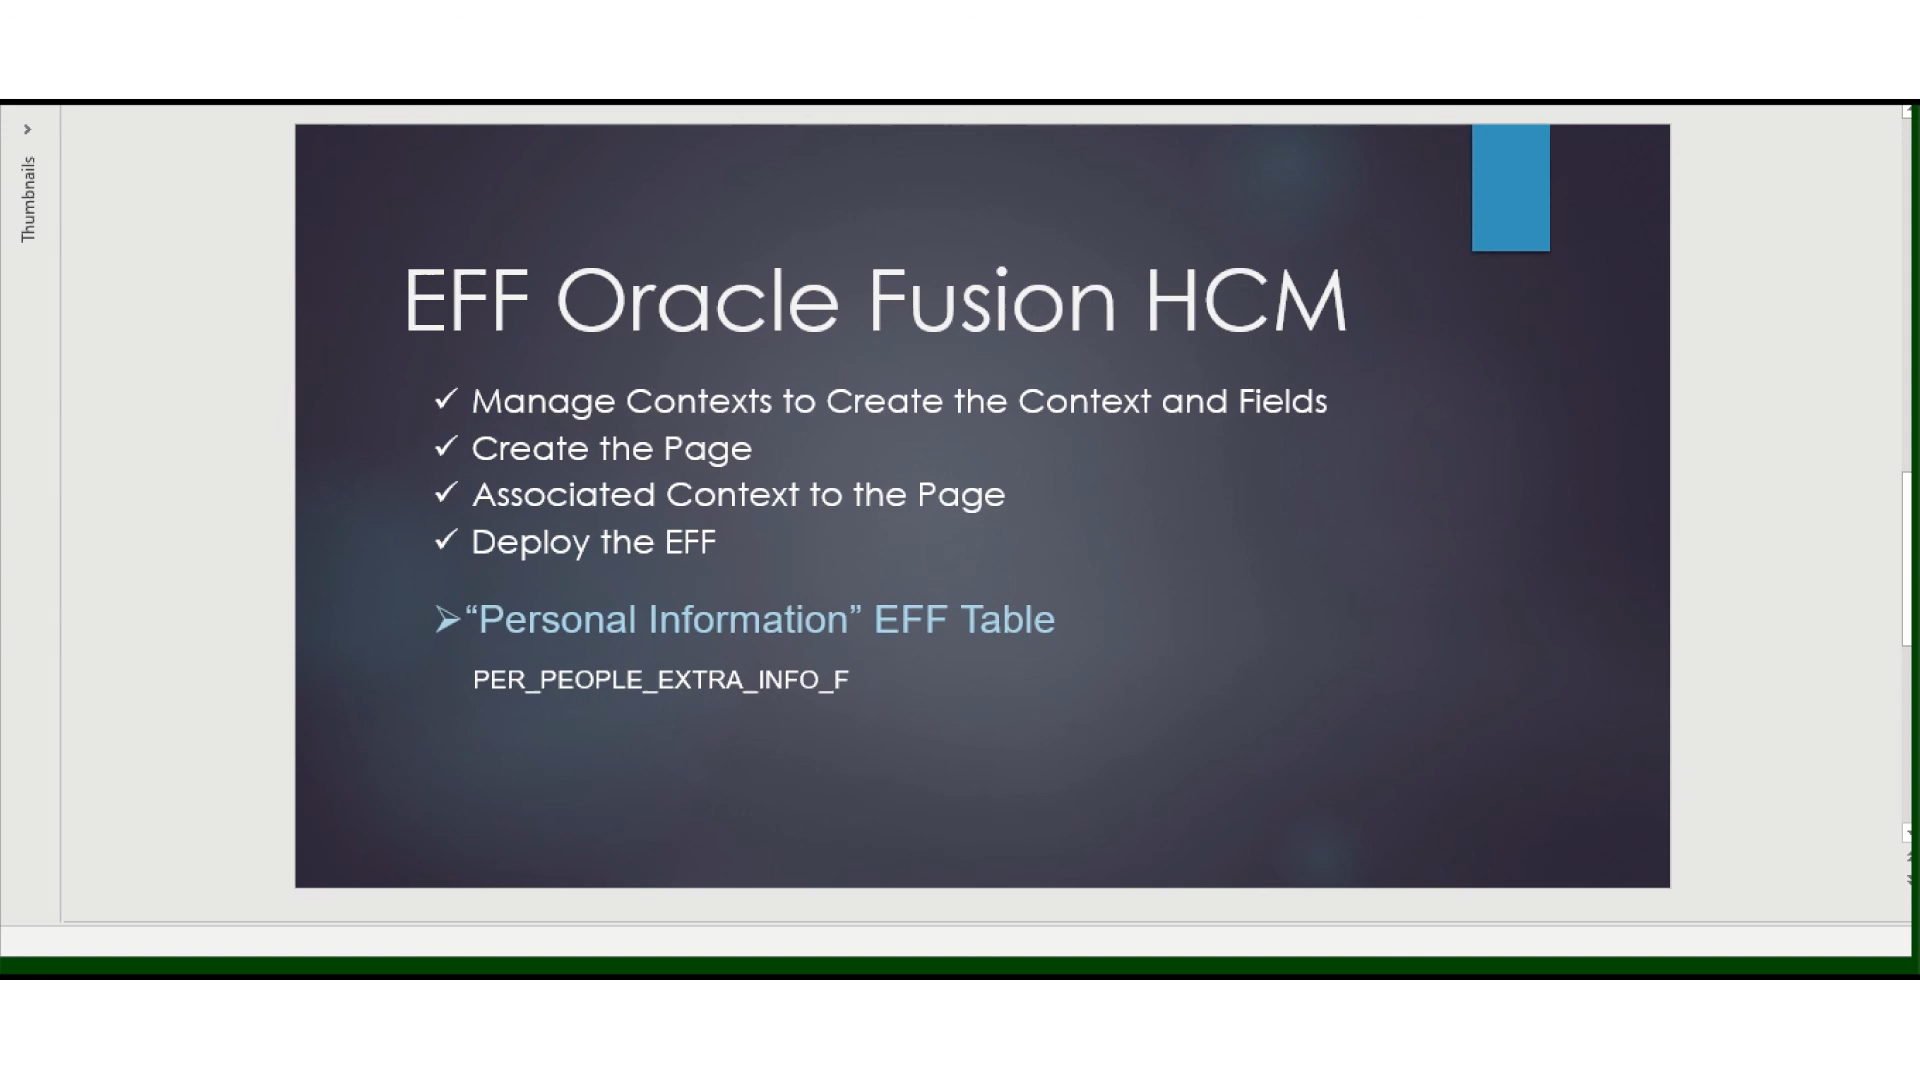 Thumbnails
EFF Oracle Fusion HCM
✓ Manage Contexts to Create the Context and Fields
✓ Create the Page
✓ Associated Context to the Page
✓ Deploy the EFF
➢“Personal Information” EFF Table
PER_PEOPLE_EXTRA_INFO_F